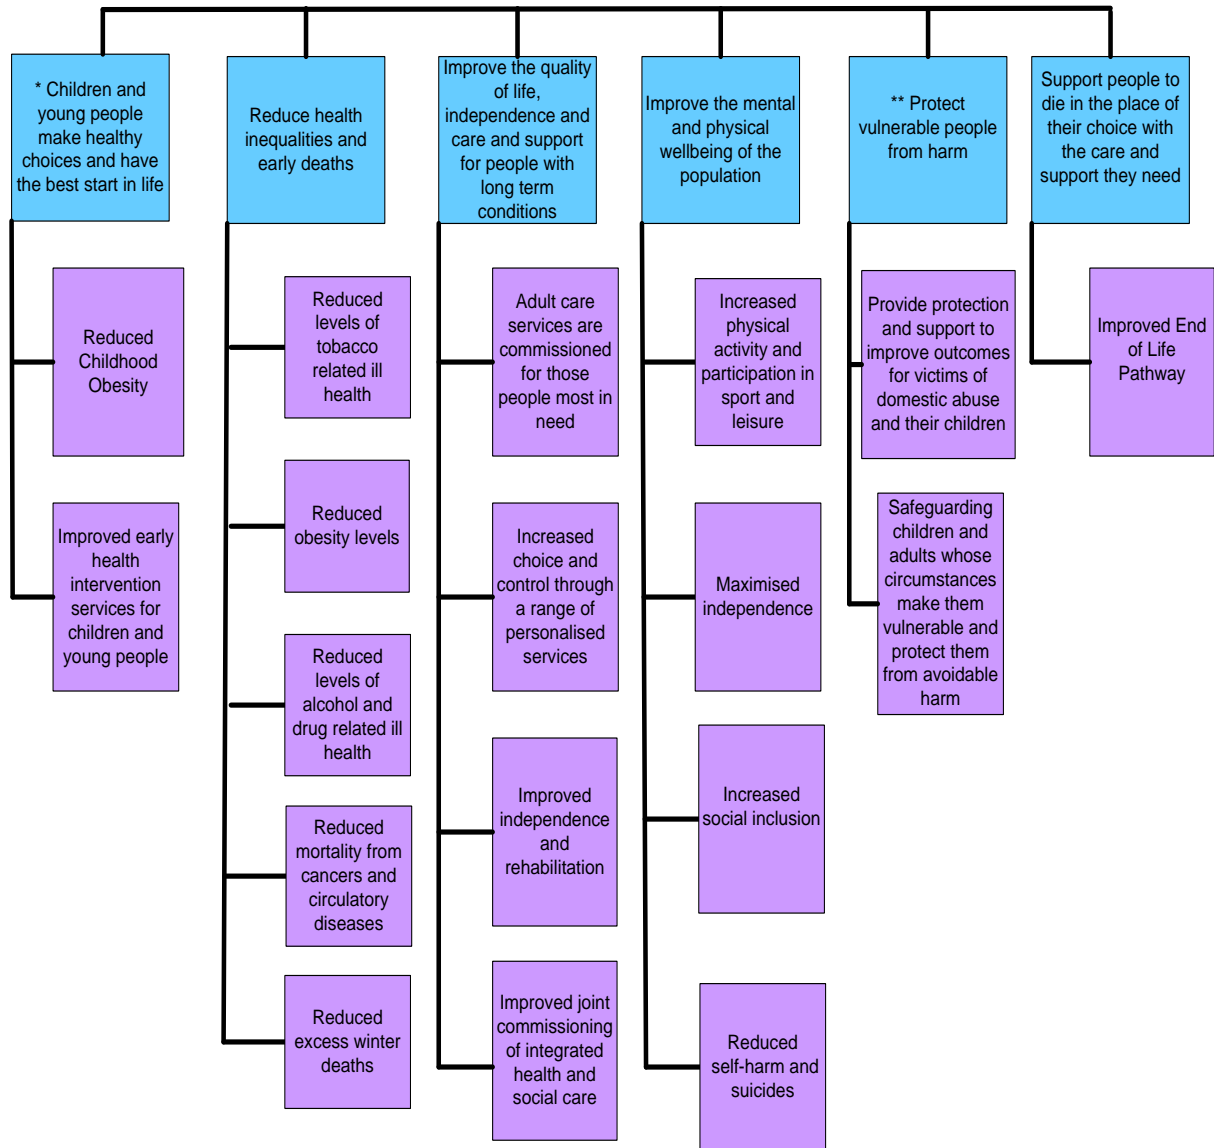 * Children and
young people
make healthy
choices and have
the best start in life
Reduce health
inequalities and
early deaths
Improve the quality
of life,
independence and
care and support
for people with
long term
conditions
Improve the mental
and physical
wellbeing of the
population
** Protect
vulnerable people
from harm
Support people to
die in the place of
their choice with
the care and
support they need
Reduced
Childhood
Obesity
Improved early
health
intervention
services for
children and
young people
Reduced
levels of
tobacco
related ill
health
Reduced
obesity levels
Reduced
levels of
alcohol and
drug related ill
health
Reduced
mortality from
cancers and
circulatory
diseases
Reduced
excess winter
deaths
Adult care
services are
commissioned
for those
people most in
need
Increased
choice and
control through
a range of
personalised
services
Improved
independence
and
rehabilitation
Improved joint
commissioning
of integrated
health and
social care
Increased
physical
activity and
participation in
sport and
leisure
Maximised
independence
Increased
social inclusion
Reduced
self-harm and
suicides
Provide protection
and support to
improve outcomes
for victims of
domestic abuse
and their children
Safeguarding
children and
adults whose
circumstances
make them
vulnerable and
protect them
from avoidable
harm
Improved End
of Life
Pathway